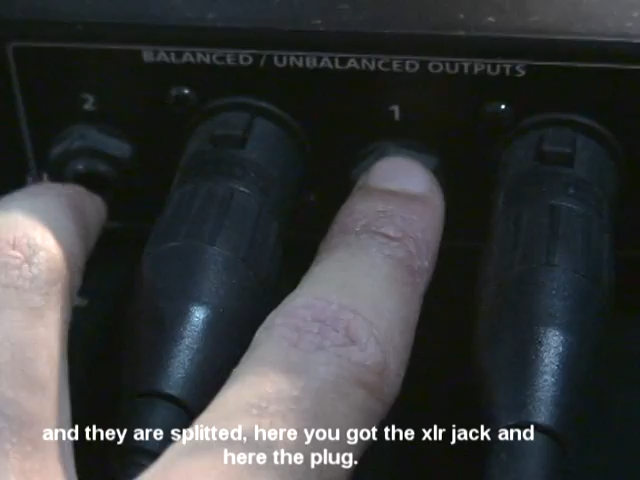 BALANCED / UNBALANCED OUTPUTS
2
1
and they are splitted, here you got the xlr jack and
here the plug.